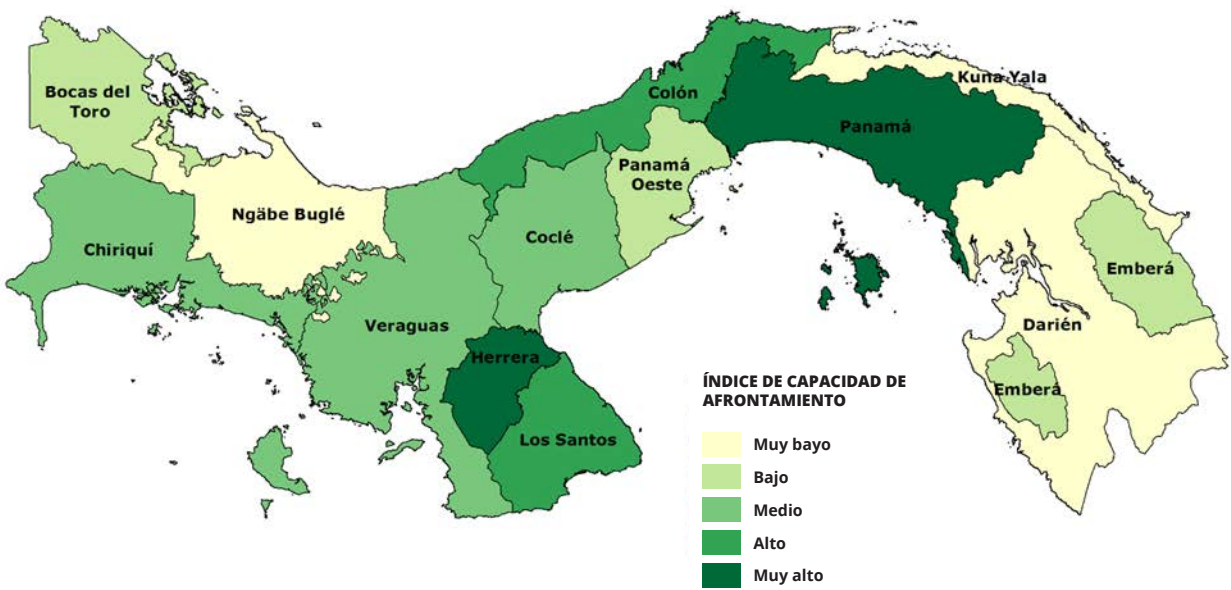 Bocas del
Toro
Chiriquí
Ngäbe Buglé
Veraguas
Herrera
Los Santos
Coclé
Colón
Panamá
Oeste
Panamá
Kuna Yala
Emberá
Darién
Emberá
ÍNDICE DE CAPACIDAD DE
AFRONTAMIENTO
Muy bayo
Bajo
Medio
Alto
Muy alto